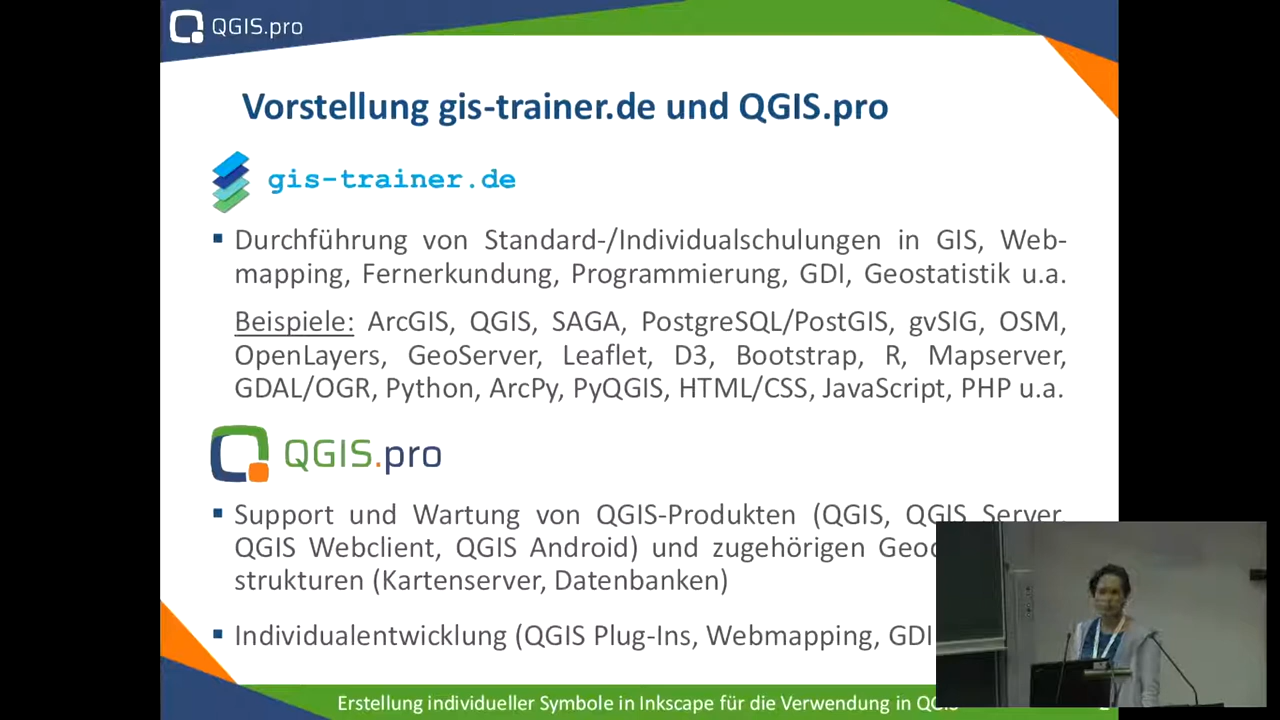 QGIS.pro
Vorstellung gis-trainer.de und QGIS.pro
gis-trainer.de
▪ Durchführung von Standard-/Individualschulungen in GIS, Web-
mapping, Fernerkundung, Programmierung, GDI, Geostatistik u.a.
Beispiele: ArcGIS, QGIS, SAGA, PostgreSQL/PostGIS, gvSIG, OSM,
OpenLayers, GeoServer, Leaflet, D3, Bootstrap, R, Mapserver,
GDAL/OGR, Python, ArcPy, PyQGIS, HTML/CSS, JavaScript, PHP u.a.
QGIS.pro
▪ Support und Wartung von QGIS-Produkten (QGIS, QGIS Server,
QGIS Webclient, QGIS Android) und zugehörigen
strukturen (Kartenserver, Datenbanken)
▪ Individualentwicklung (QGIS Plug-Ins, Webmapping, GDI
Erstellung individueller Symbole in Inkscape für die Verwendung in QGIS